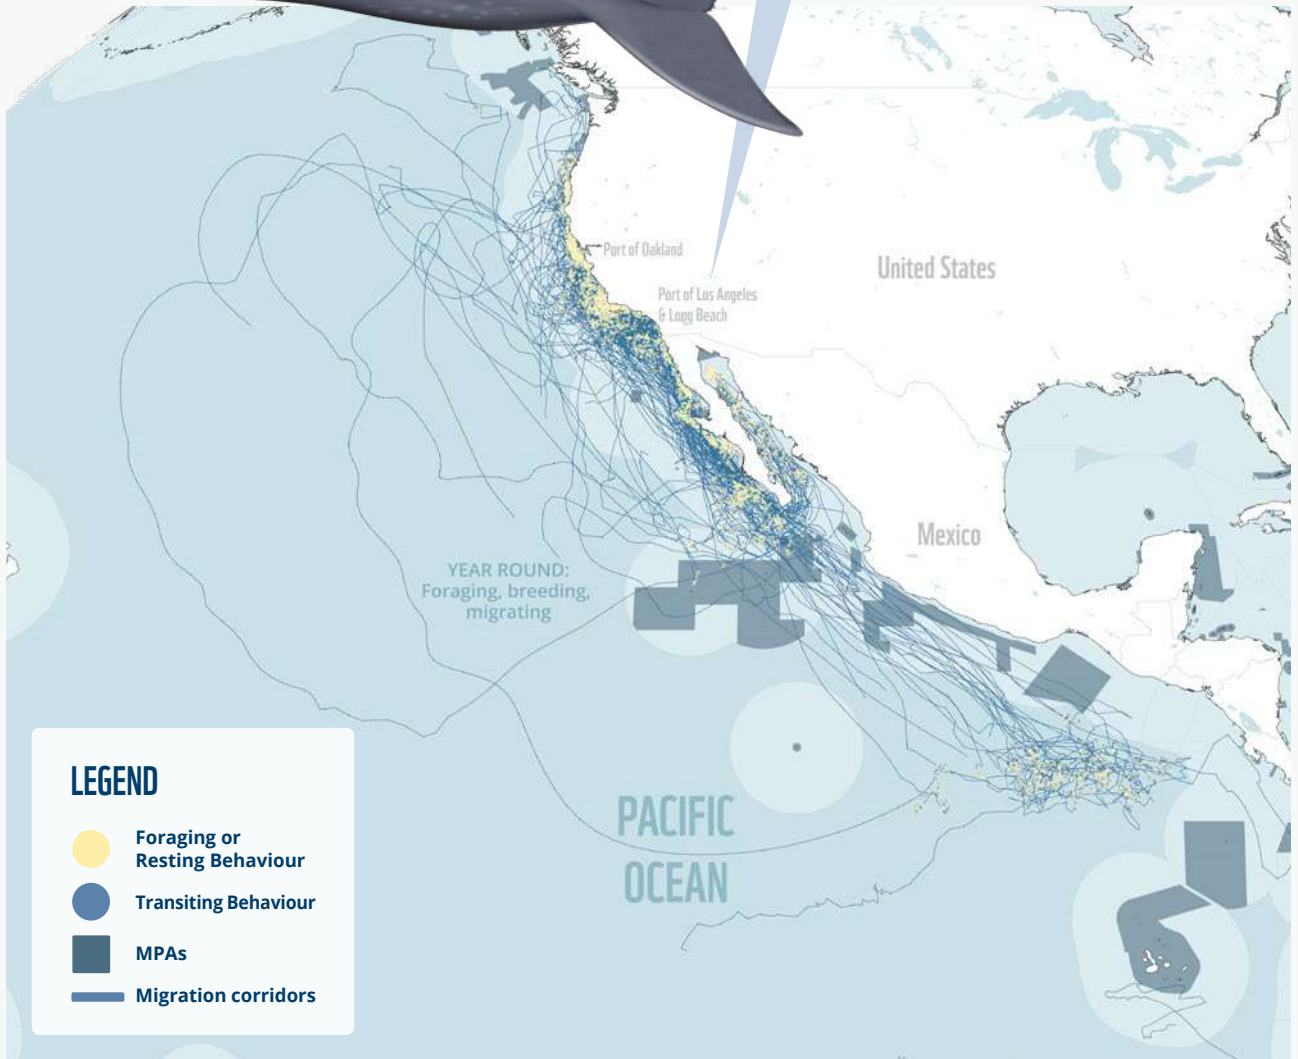 Port of Oakland
United States
Port of Los Angeles
& Long Beach
Mexico
YEAR ROUND:
Foraging, breeding,
migrating
PACIFIC
OCEAN
LEGEND
Foraging or
Resting Behaviour
Transiting Behaviour
MPAs
Migration corridors